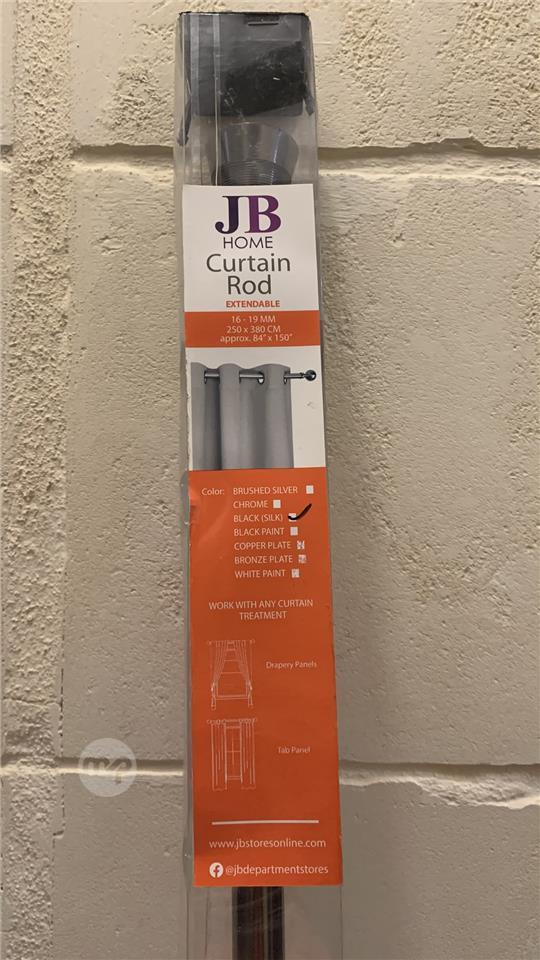 JB
HOME
Curtain
Rod
EXTENDABLE
16 - 19 MM
250 x 380 CM
approx. 84" x 150"
Color: BRUSHED SILVER
CHROME
BLACK (SILK)
BLACK PAINT
COPPER PLATE
BRONZE PLATE
WHITE PAINT
WORK WITH ANY CURTAIN
TREATMENT
Drapery Panels
Tab Panel
www.jbstoresonline.com
@jbdepartmentstores